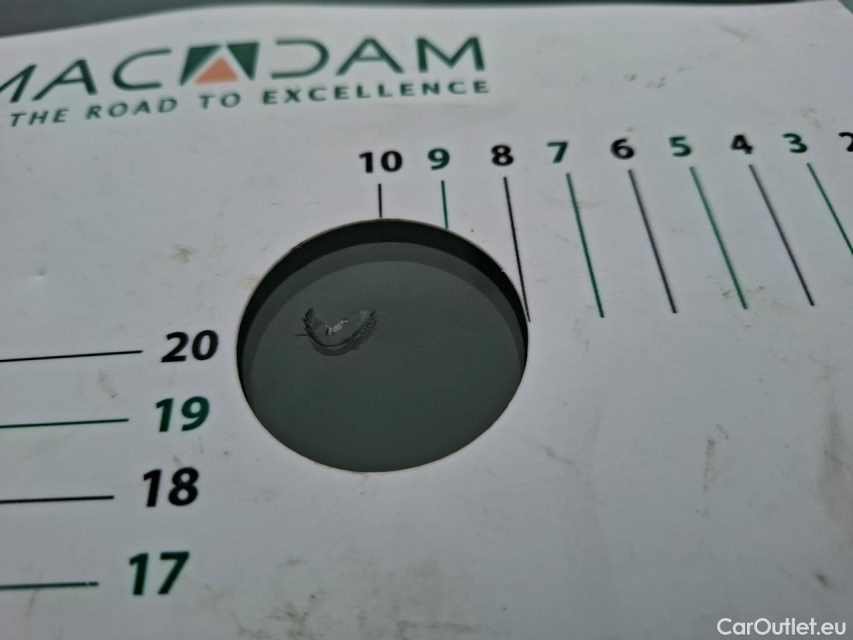 MACADAM
THE ROAD TO EXCELLENCE
10 9 8 7 6 5 4 3 2
20
19
18
17
CarOutlet.eu